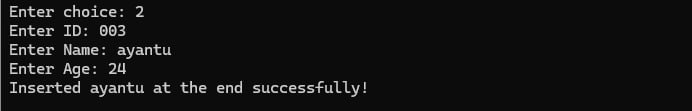 Enter choice: 2
Enter ID: 003
Enter Name: ayantu
Enter Age: 24
Inserted ayantu at the end successfully!